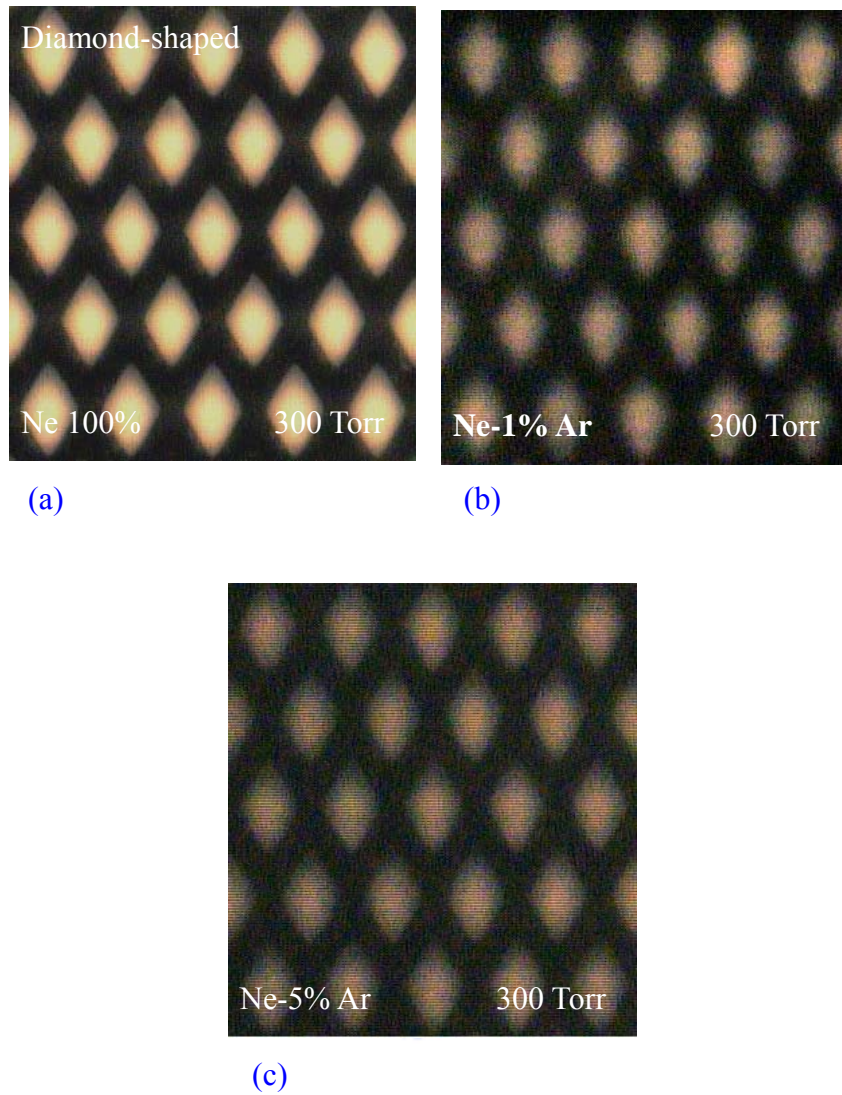 Diamond-shaped
Ne 100% 300 Torr
(a)
Ne-1% Ar 300 Torr
(b)
Ne-5% Ar 300 Torr
(c)